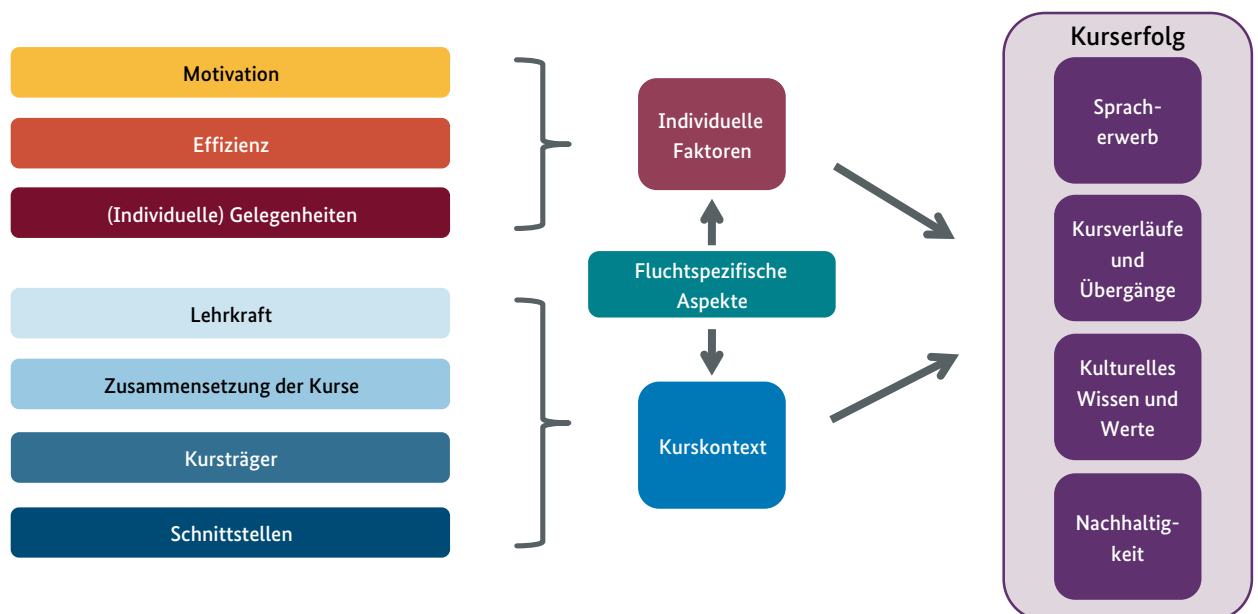 Motivation
Effizienz
(Individuelle) Gelegenheiten
Lehrkraft
Zusammensetzung der Kurse
Kursträger
Schnittstellen
Individuelle
Faktoren
Fluchtspezifische
Aspekte
Kurskontext
Kurserfolg
Sprach-
erwerb
Kursverläufe
und
Übergänge
Kulturelles
Wissen und
Werte
Nachhaltig-
keit